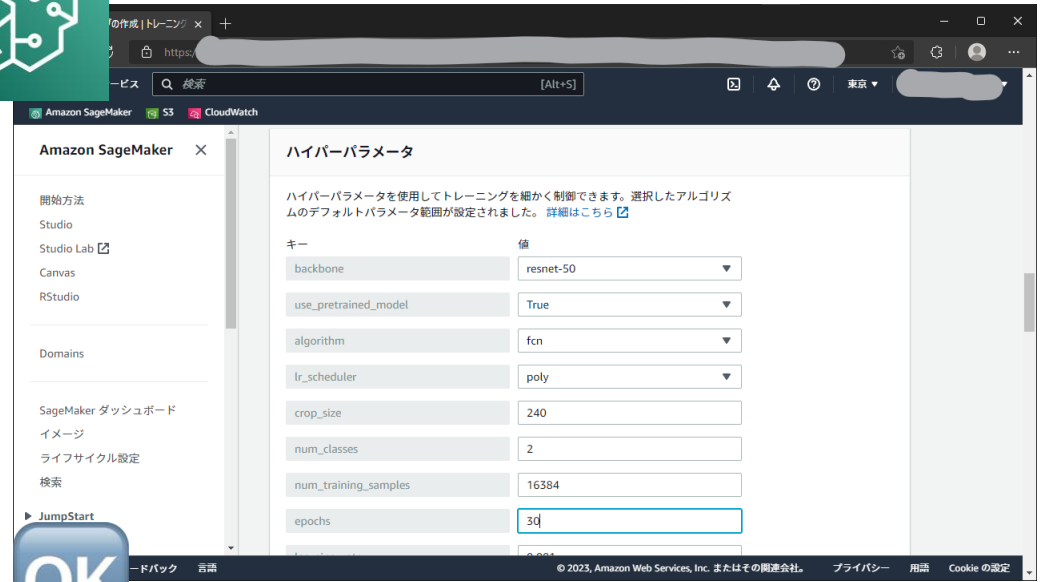 の作成 | トレーニング
https:/
ービス
検索
[Alt+S]
東京
Amazon SageMaker
S3
CloudWatch
Amazon SageMaker
開始方法
Studio
Studio Lab
Canvas
RStudio
Domains
SageMaker ダッシュボード
イメージ
ライフサイクル設定
検索
JumpStart
ハイパーパラメータ
ハイパーパラメータを使用してトレーニングを細かく制御できます。選択したアルゴリズ
ムのデフォルトパラメータ範囲が設定されました。 詳細はこちら
キー 値
backbone resnet-50
use_pretrained_model True
algorithm fcn
lr_scheduler poly
crop_size 240
num_classes 2
num_training_samples 16384
epochs 30
OK
ードバック 言語
© 2023, Amazon Web Services, Inc. またはその関連会社。 プライバシー 用語 Cookie の設定